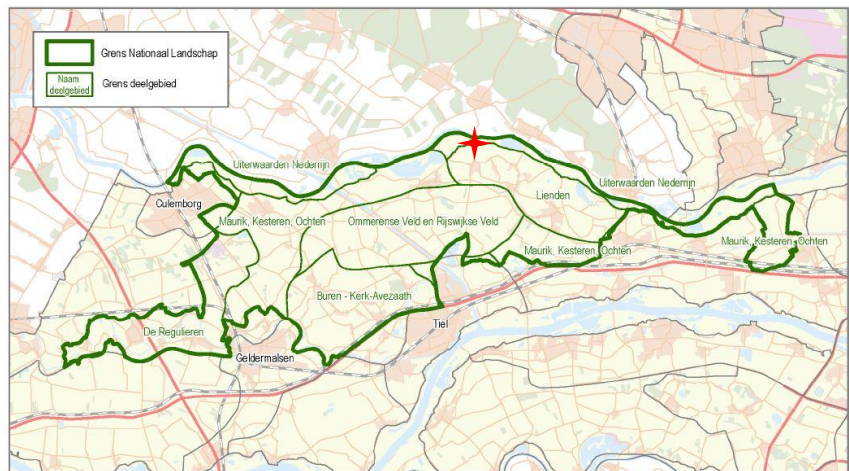 Grens Nationaal Landschap
Naam
deelgebied
Grens deelgebied
Uiterwaarden Nederrijn
Uiterwaarden Nederrijn
Lienden
Culemborg
Maurik, Kesteren, Ochten
Ommerense Veld en Rijswijkse Veld
Maurik, Kesteren, Ochten
Maurik, Kesteren, Ochten
Buren - Kerk-Avezaath
De Regulieren
Tiel
Geldermalsen